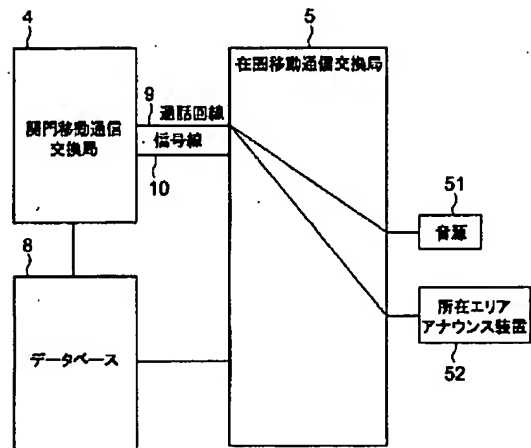 4
関門移動通信
交換局
9
通話回線
信号線
10
5
在圏移動通信交換局
51
音源
所在エリア
アナウンス装置
52
8
データベース